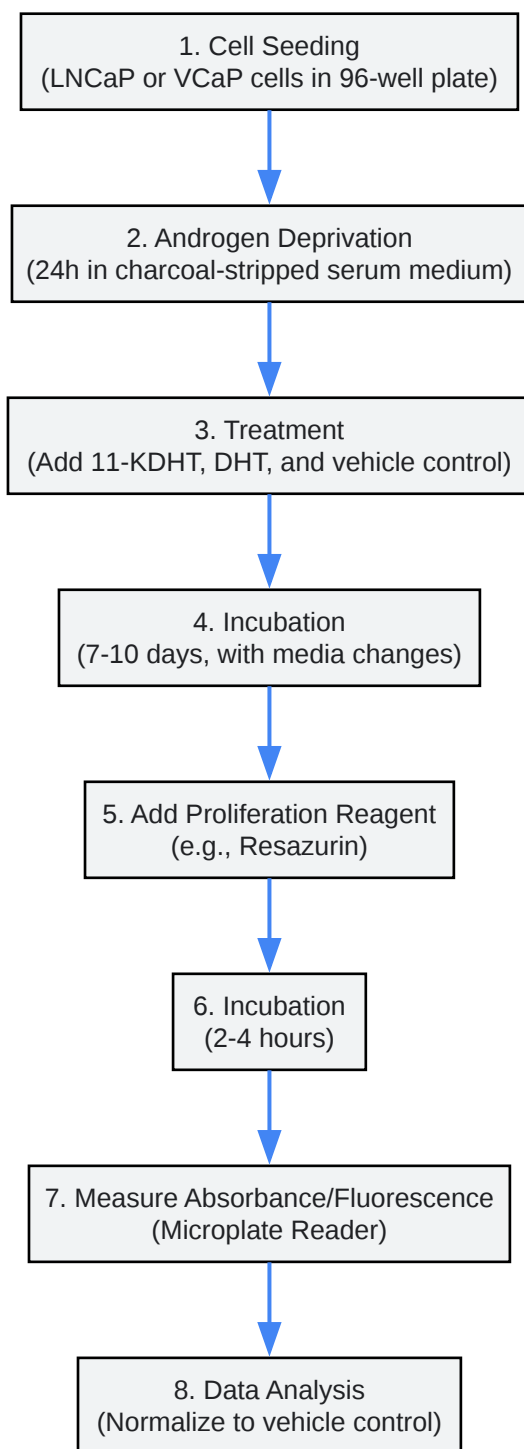 1. Cell Seeding
(LNCaP or VCaP cells in 96-well plate)
2. Androgen Deprivation
(24h in charcoal-stripped serum medium)
3. Treatment
(Add 11-KDHT, DHT, and vehicle control)
4. Incubation
(7-10 days, with media changes)
5. Add Proliferation Reagent
(e.g., Resazurin)
6. Incubation
(2-4 hours)
7. Measure Absorbance/Fluorescence
(Microplate Reader)
8. Data Analysis
(Normalize to vehicle control)